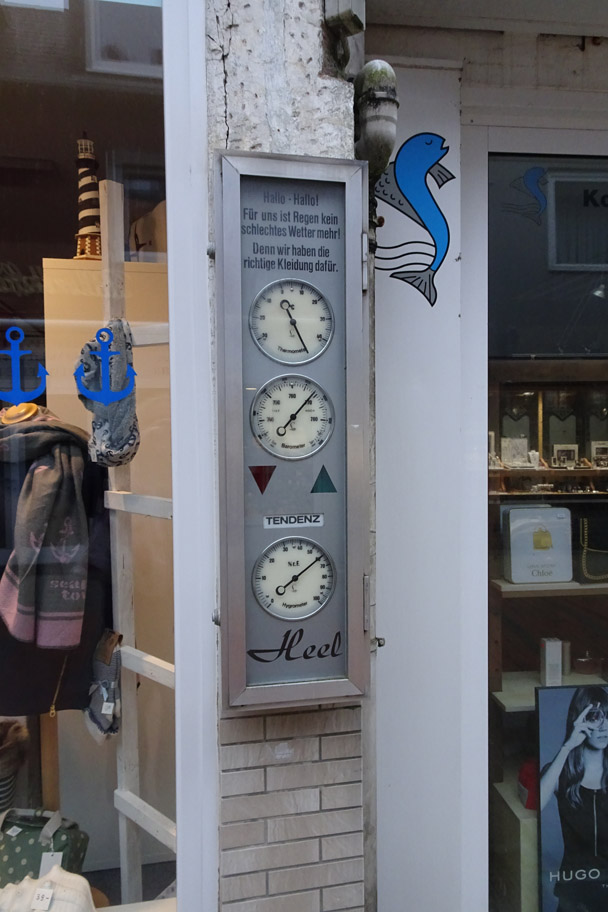 Hallo - Hallo!
Für uns ist Regen kein
schlechtes Wetter mehr!
Denn wir haben die
richtige Kleidung dafür.
Thermometer
Barometer
TENDENZ
Hygrometer
Heel
Chloé
HUGO